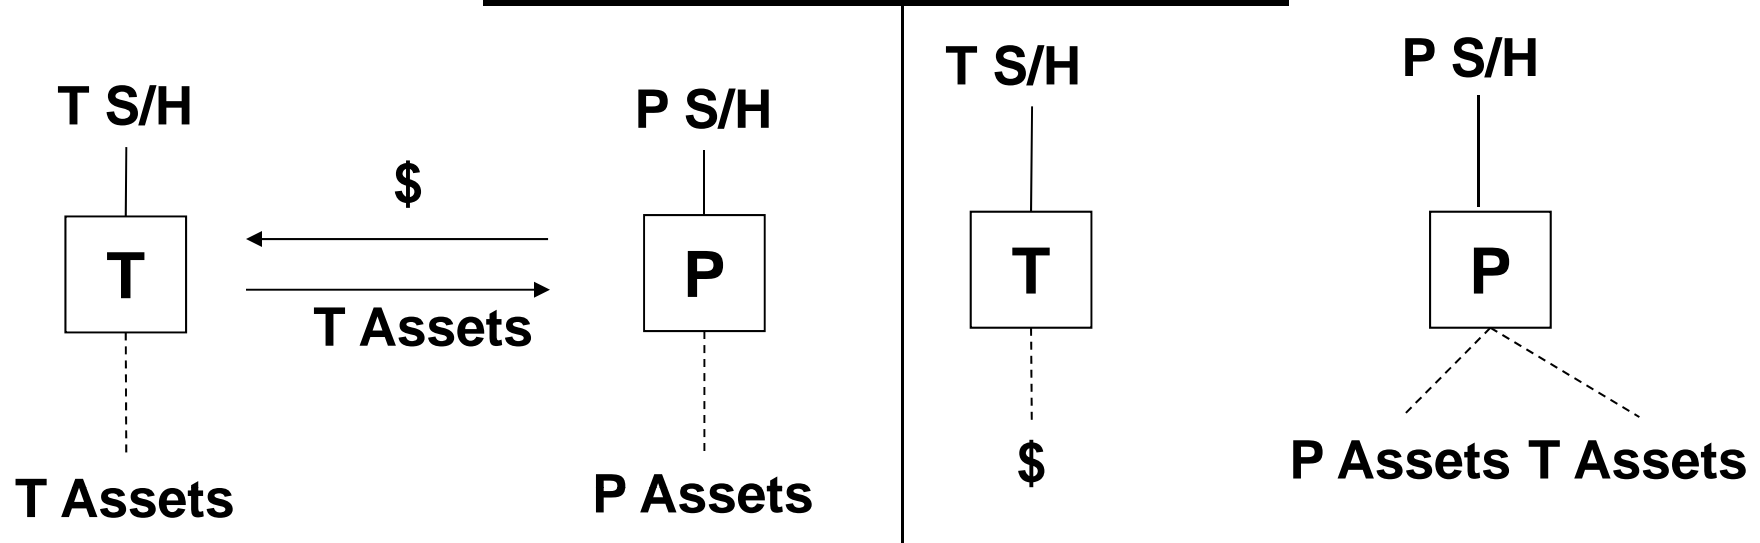 T S/H
P S/H
$
T
P
T Assets
T Assets
P Assets
T S/H
P S/H
T
P
$
P Assets T Assets